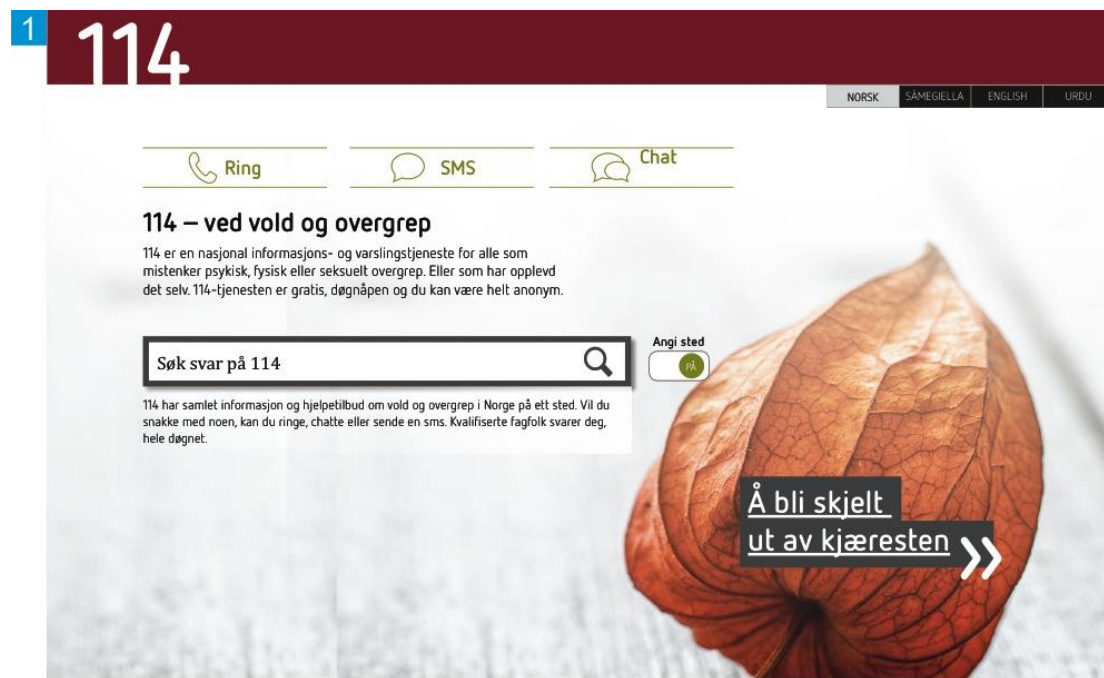 1
114
NORSK SÁMEGIELLA ENGLISH URDU
Ring SMS Chat
114 – ved vold og overgrep
114 er en nasjonal informasjons- og varslingstjeneste for alle som
mistenker psykisk, fysisk eller seksuelt overgrep. Eller som har opplevd
det selv. 114-tjenesten er gratis, døgnåpen og du kan være helt anonym.
Angi sted
Søk svar på 114
PÅ
114 har samlet informasjon og hjelpetilbud om vold og overgrep i Norge på ett sted. Vil du
snakke med noen, kan du ringe, chatte eller sende en sms. Kvalifiserte fagfolk svarer deg,
hele døgnet.
Å bli skjelt
ut av kjæresten »